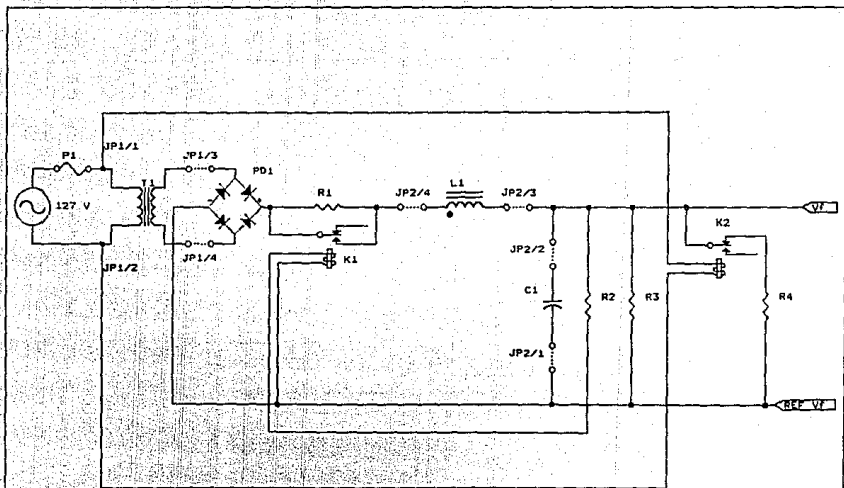 P1
JP1/1
JP1/3
T1
PD1
127 V
JP1/4
JP1/2
R1
K1
JP2/4
L1
JP2/3
JP2/2
C1
JP2/1
R2
R3
K2
R4
Vf
REF Vf